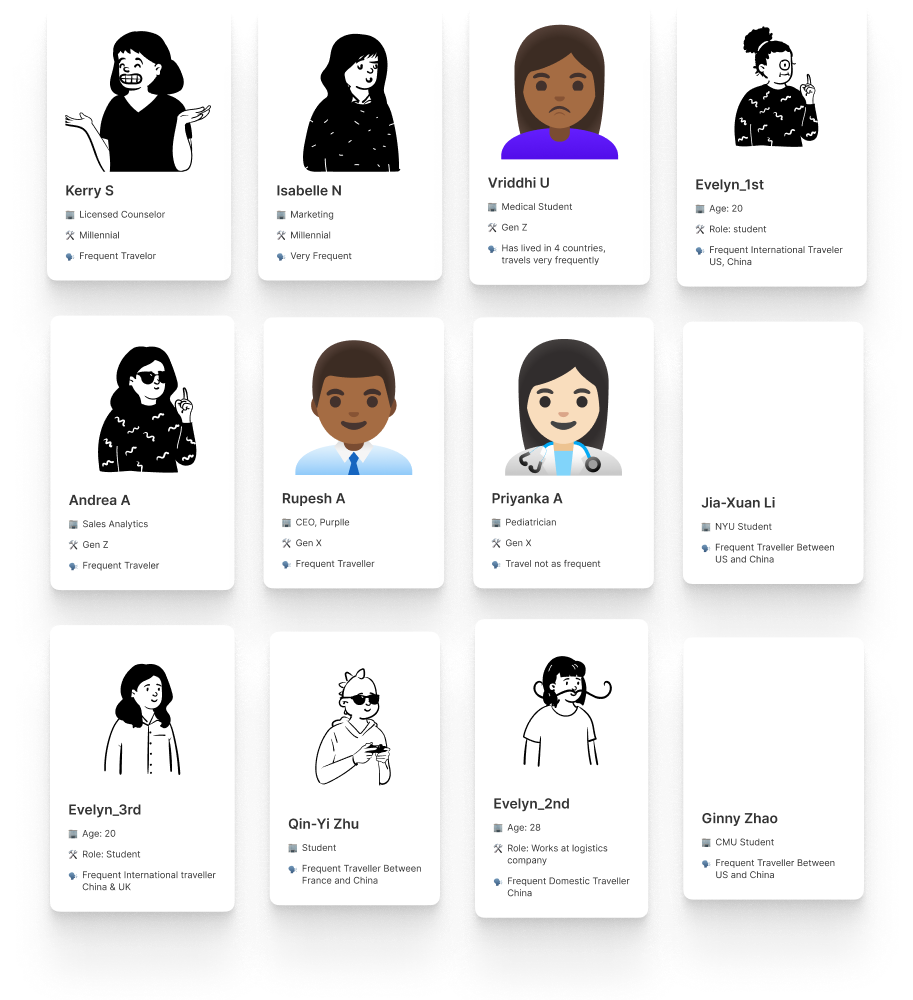 Kerry S
Licensed Counselor
Millennial
Frequent Travelor
Isabelle N
Marketing
Millennial
Very Frequent
Vriddhi U
Medical Student
Gen Z
Has lived in 4 countries,
travels very frequently
Evelyn_1st
Age: 20
Role: student
Frequent International Traveler
US, China
Andrea A
Sales Analytics
Gen Z
Frequent Traveler
Rupesh A
CEO, Purplle
Gen X
Frequent Traveller
Priyanka A
Pediatrician
Gen X
Travel not as frequent
Jia-Xuan Li
NYU Student
Frequent Traveller Between
US and China
Evelyn_3rd
Age: 20
Role: Student
Frequent International traveller
China & UK
Qin-Yi Zhu
Student
Frequent Traveller Between
France and China
Evelyn_2nd
Age: 28
Role: Works at logistics
company
Frequent Domestic Traveller
China
Ginny Zhao
CMU Student
Frequent Traveller Between
US and China